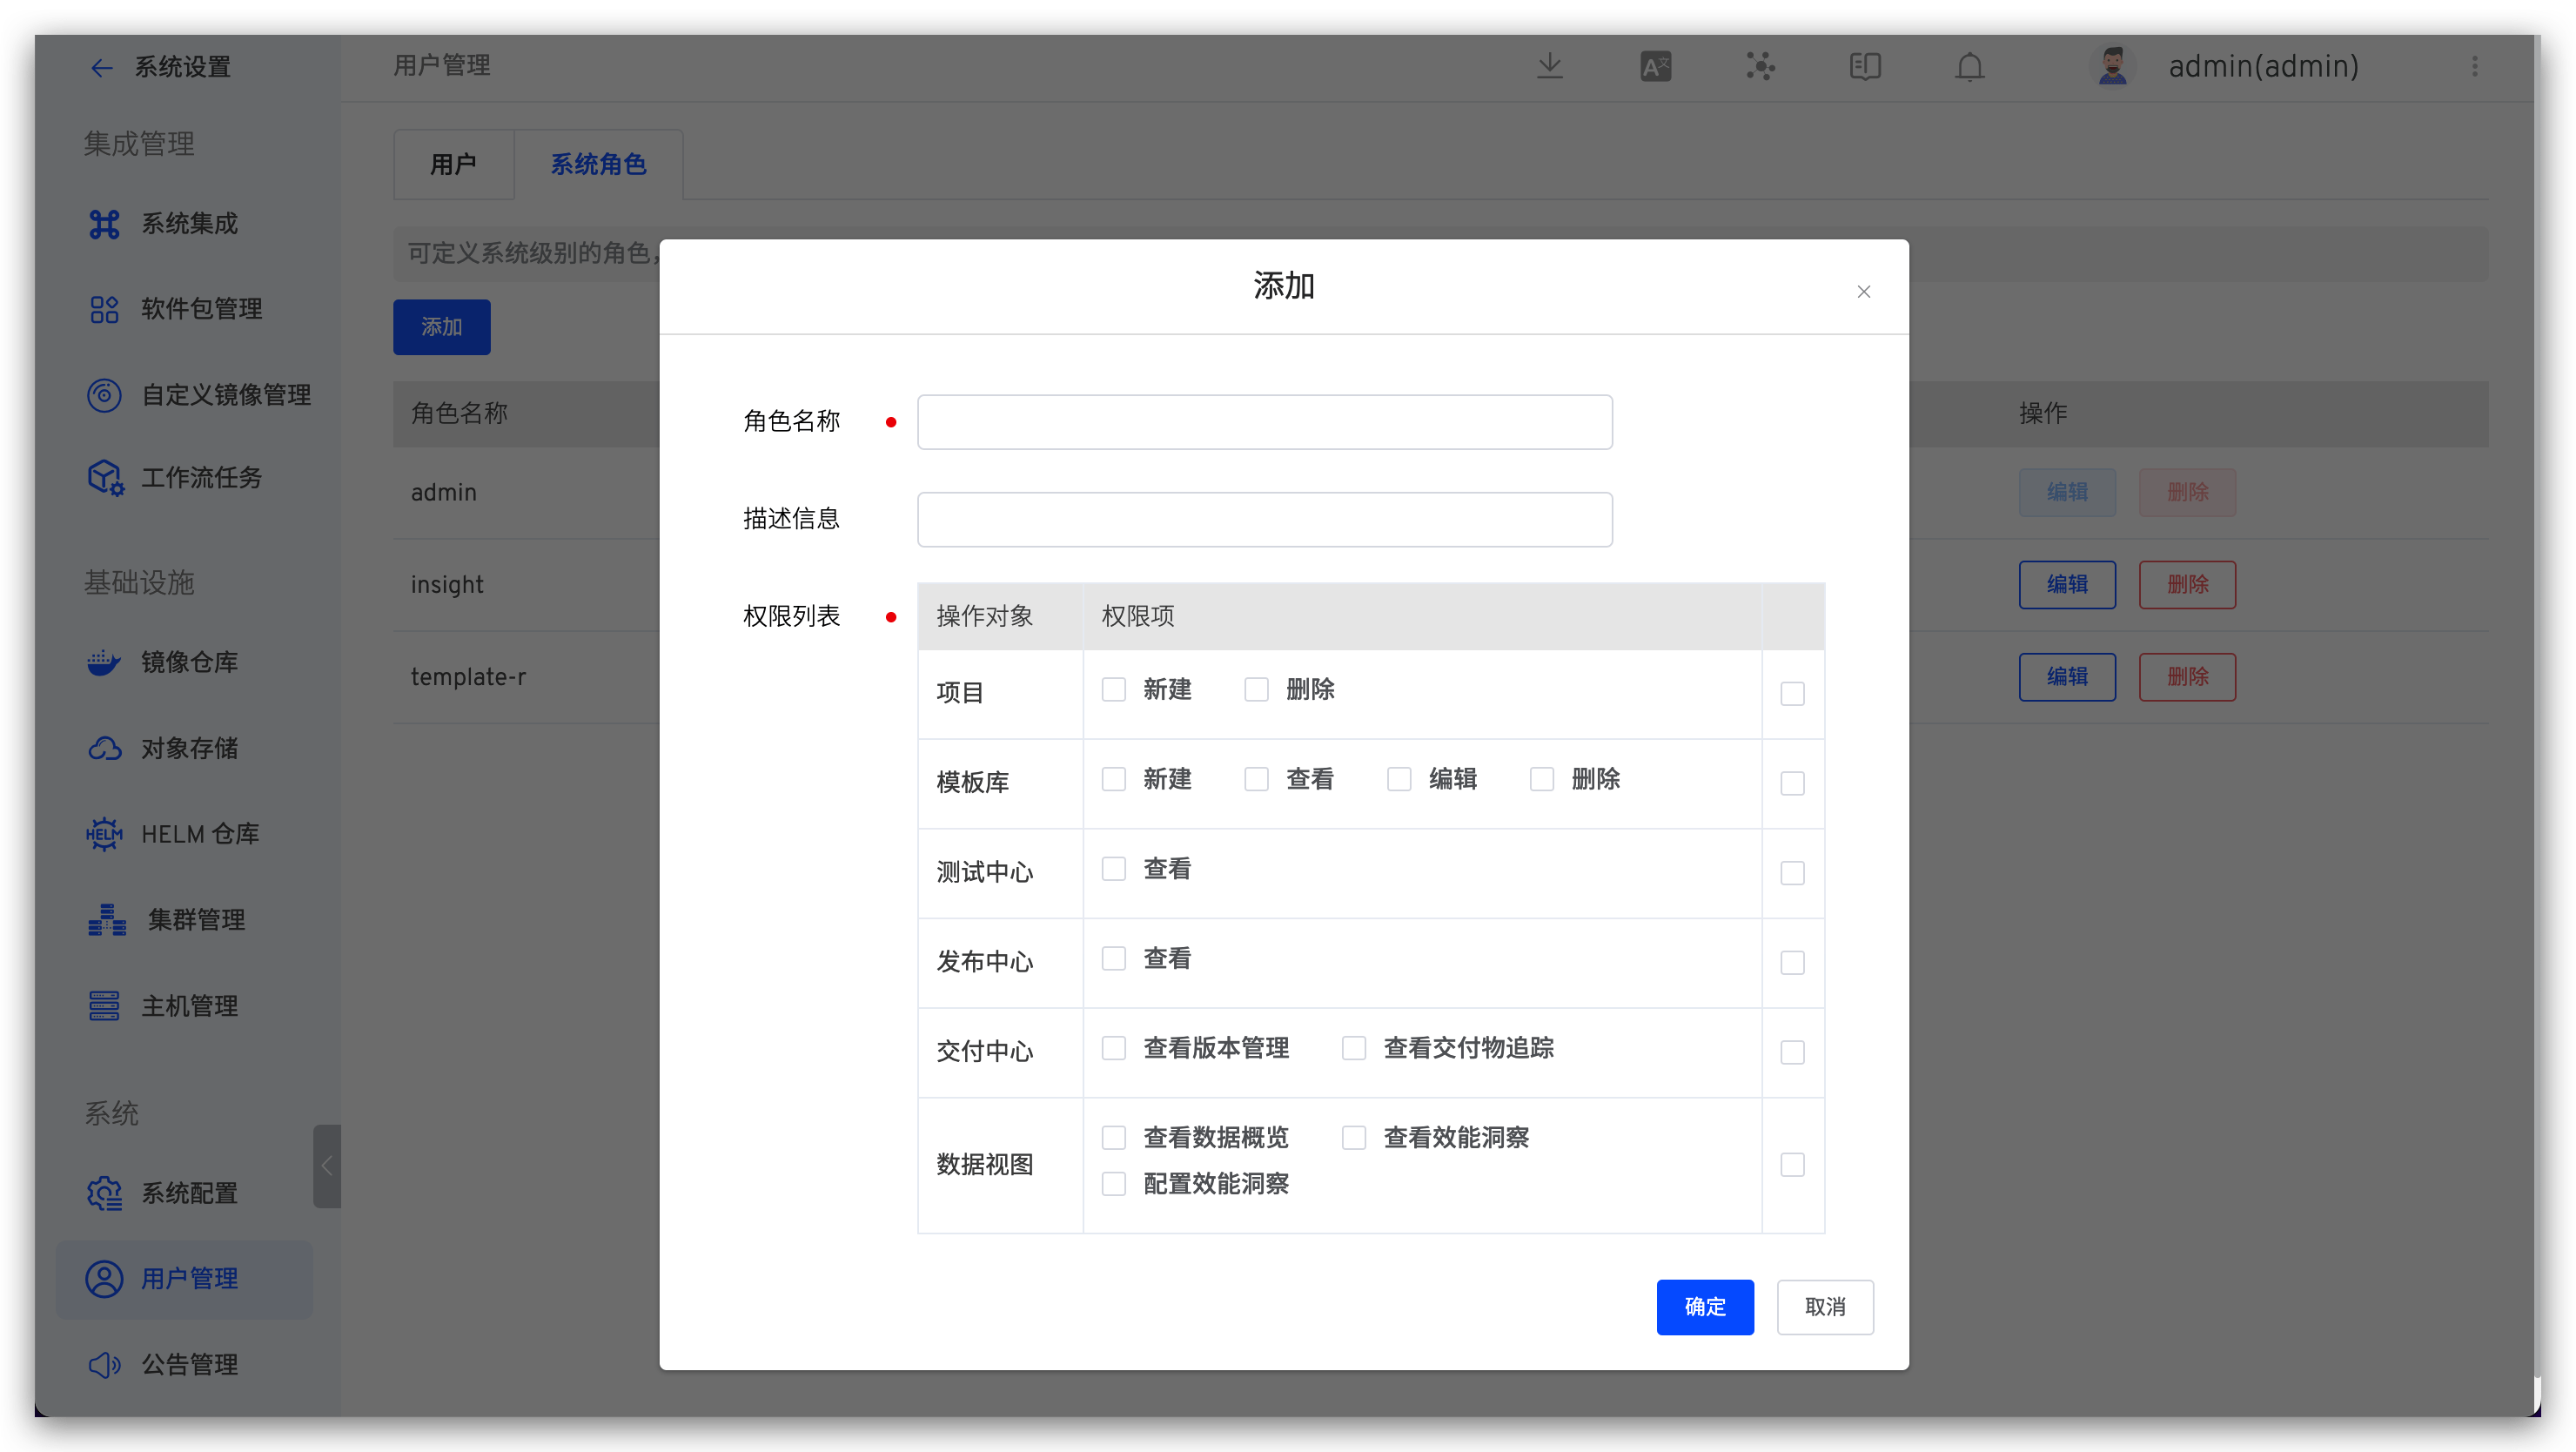 系统设置
集成管理
系统集成
软件包管理
自定义镜像管理
工作流任务
基础设施
镜像仓库
对象存储
HELM
HELM 仓库
集群管理
主机管理
系统
系统配置
用户管理
公告管理
用户管理
A文
admin(admin)
用户
系统角色
可定义系统级别的角色，
添加
角色名称
操作
admin
编辑
删除
insight
编辑
删除
template-r
编辑
删除
添加
角色名称
描述信息
权限列表
操作对象
权限项
项目
新建
删除
模板库
新建
查看
编辑
删除
测试中心
查看
发布中心
查看
交付中心
查看版本管理
查看交付物追踪
数据视图
查看数据概览
查看效能洞察
配置效能洞察
确定
取消